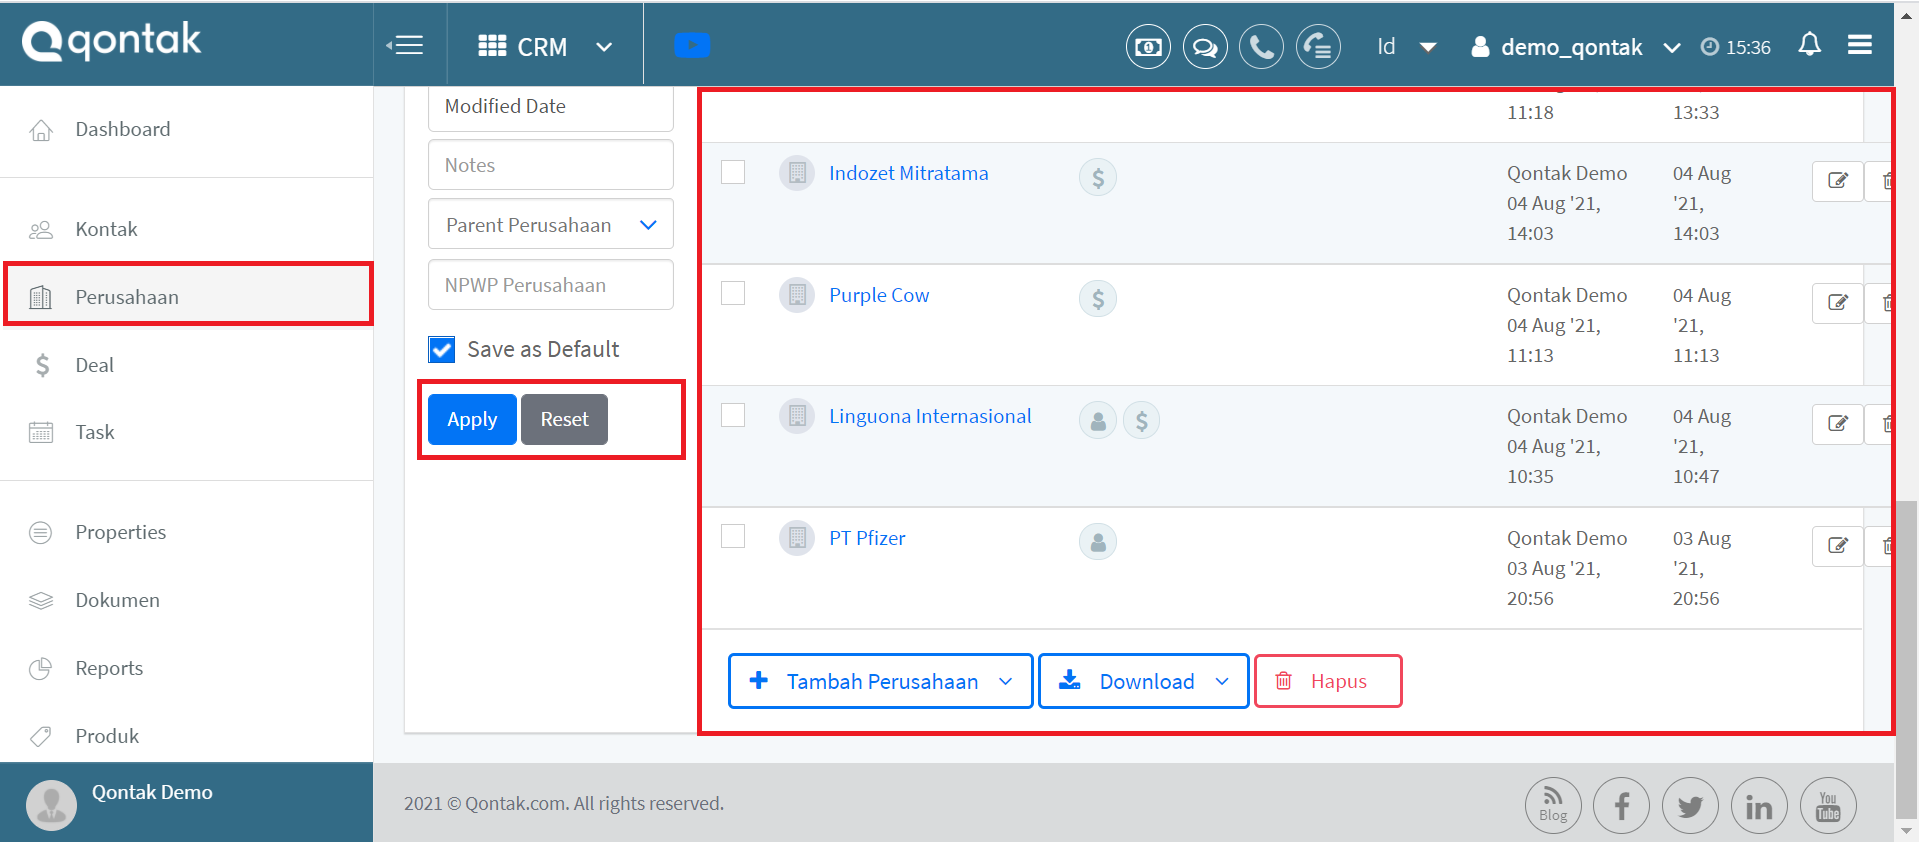 qontak
CRM
Id
demo_qontak
15:36
Dashboard
Kontak
Perusahaan
Deal
Task
Properties
Dokumen
Reports
Produk
Qontak Demo
Modified Date
Notes
Parent Perusahaan
NPWP Perusahaan
Save as Default
Apply
Reset
11:18
13:33
Indozet Mitratama
Qontak Demo
04 Aug '21,
14:03
04 Aug
'21,
14:03
Purple Cow
Qontak Demo
04 Aug '21,
11:13
04 Aug
'21,
11:13
Linguona Internasional
Qontak Demo
04 Aug '21,
10:35
04 Aug
'21,
10:47
PT Pfizer
Qontak Demo
03 Aug '21,
20:56
03 Aug
'21,
20:56
Tambah Perusahaan
Download
Hapus
2021 © Qontak.com. All rights reserved.
Blog
You
Tube